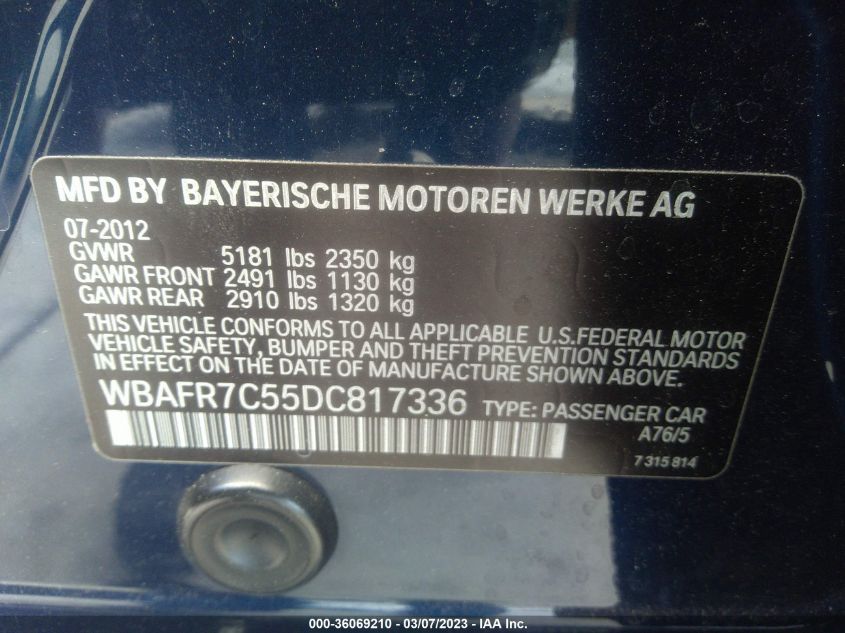 MFD BY BAYERISCHE MOTOREN WERKE AG
07-2012
GVWR 5181 lbs 2350 kg
GAWR FRONT 2491 lbs 1130 kg
GAWR REAR 2910 lbs 1320 kg
THIS VEHICLE CONFORMS TO ALL APPLICABLE U.S.FEDERAL MOTOR
VEHICLE SAFETY, BUMPER AND THEFT PREVENTION STANDARDS
IN EFFECT ON THE DATE OF MANUFACTURE SHOWN ABOVE.
WBAFR7C55DC817336 TYPE: PASSENGER CAR
A76/5
7 315 814
000-36069210 - 03/07/2023 - IAA Inc.